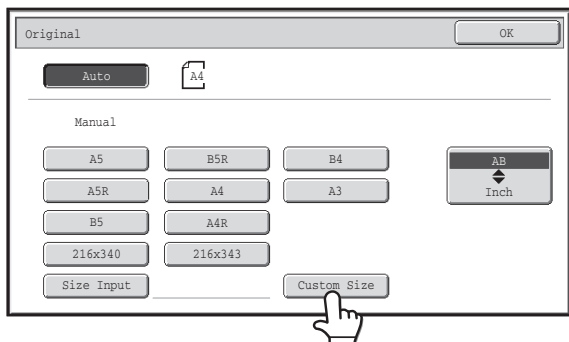 Original OK
Auto A4
Manual
A5 B5R B4 AB
A5R A4 A3 Inch
B5 A4R
216x340 216x343
Size Input Custom Size